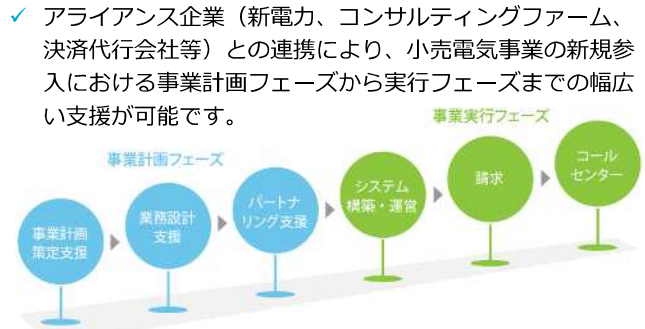 ✓ アライアンス企業（新電力、コンサルティングファーム、
決済代行会社等）との連携により、小売電気事業の新規参
入における事業計画フェーズから実行フェーズまでの幅広
い支援が可能です。
事業計画フェーズ
事業実行フェーズ
事業計画
策定支援
業務設計
支援
パートナ
リング支援
システム
構築・運営
請求
コール
センター